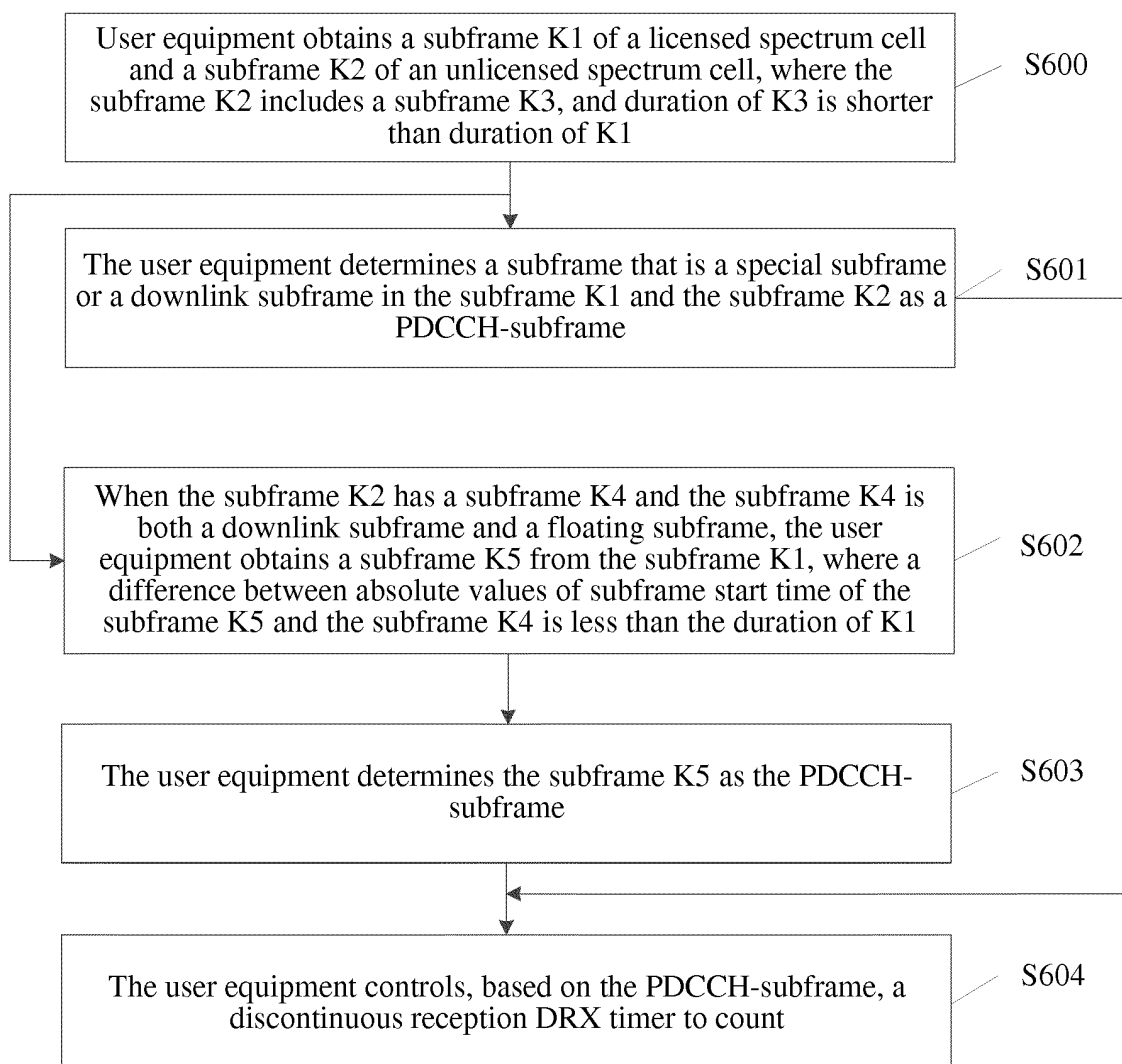 User equipment obtains a subframe K1 of a licensed spectrum cell
and a subframe K2 of an unlicensed spectrum cell, where the
subframe K2 includes a subframe K3, and duration of K3 is shorter
than duration of K1
S600
The user equipment determines a subframe that is a special subframe
or a downlink subframe in the subframe K1 and the subframe K2 as a
PDCCH-subframe
S601
When the subframe K2 has a subframe K4 and the subframe K4 is
both a downlink subframe and a floating subframe, the user
equipment obtains a subframe K5 from the subframe K1, where a
difference between absolute values of subframe start time of the
subframe K5 and the subframe K4 is less than the duration of K1
S602
The user equipment determines the subframe K5 as the PDCCH-
subframe
S603
The user equipment controls, based on the PDCCH-subframe, a
discontinuous reception DRX timer to count
S604